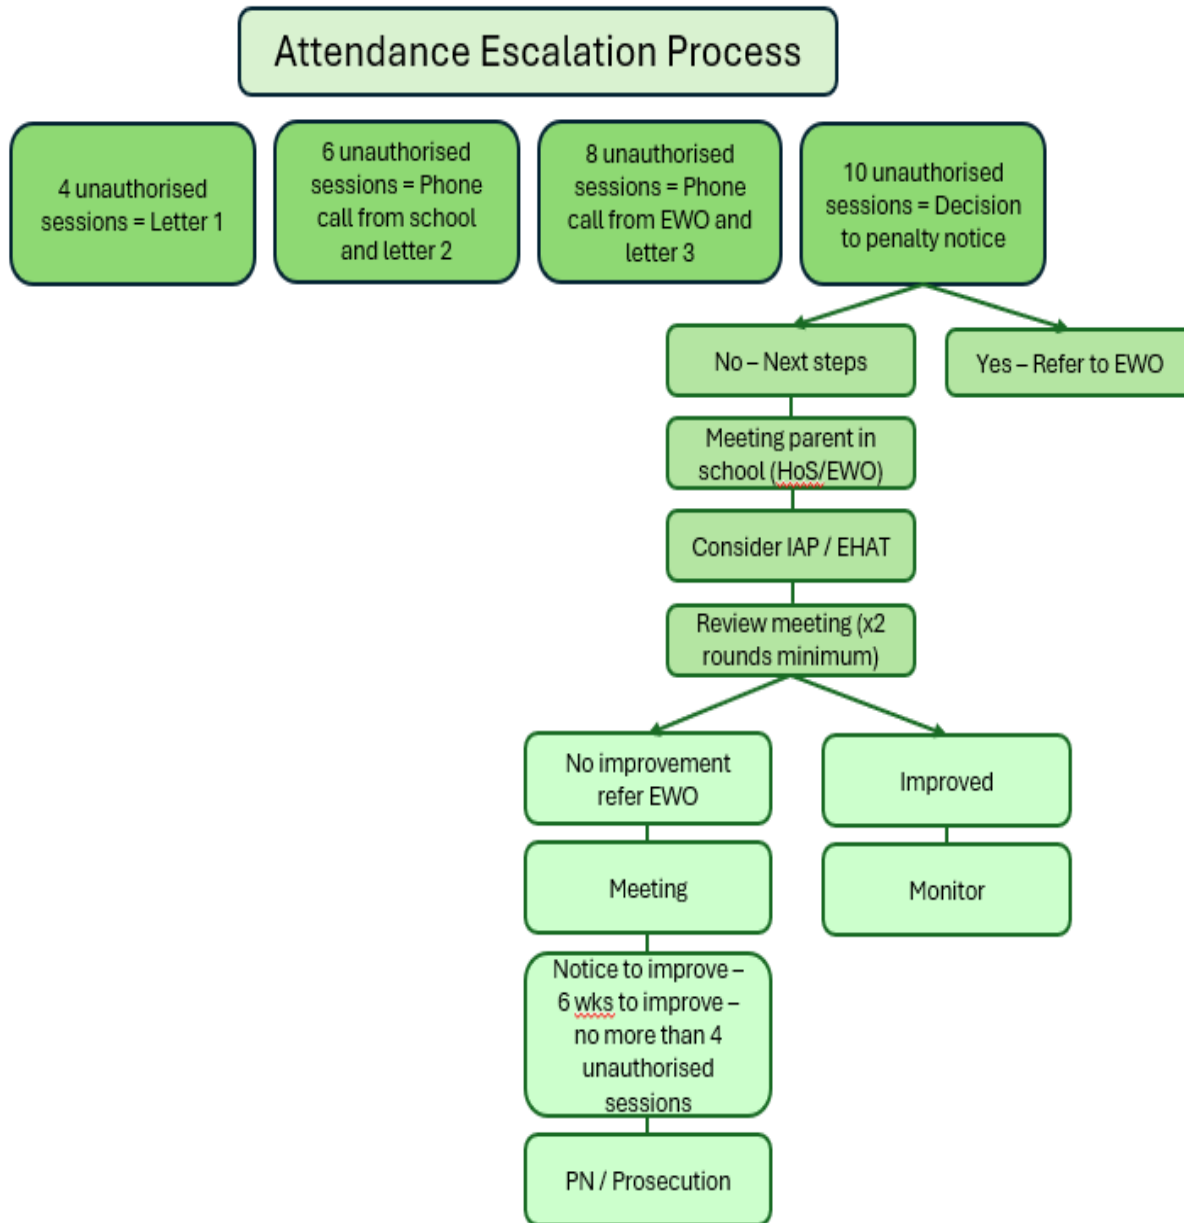 Attendance Escalation Process
4 unauthorised
sessions = Letter 1
6 unauthorised
sessions = Phone
call from school
and letter 2
8 unauthorised
sessions = Phone
call from EWO and
letter 3
10 unauthorised
sessions = Decision
to penalty notice
No – Next steps
Yes – Refer to EWO
Meeting parent in
school (HoS/EWO)
Consider IAP / EHAT
Review meeting (x2
rounds minimum)
No improvement
refer EWO
Improved
Meeting
Monitor
Notice to improve –
6 wks to improve –
no more than 4
unauthorised
sessions
PN / Prosecution